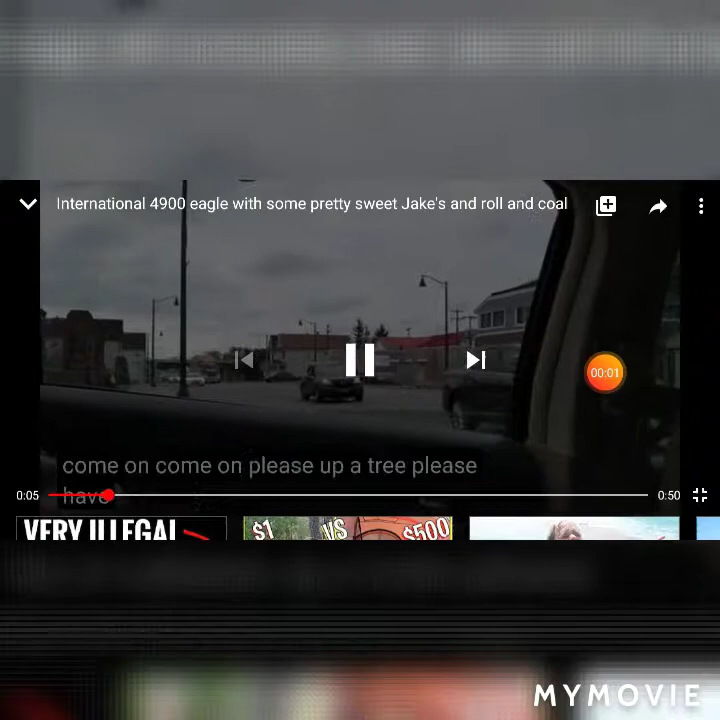 International 4900 eagle with some pretty sweet Jake's and roll and coal
00:01
come on come on please up a tree please
have
0:05
0:50
VERY ILLEGAL
$1 VS $500
MYMOVIE